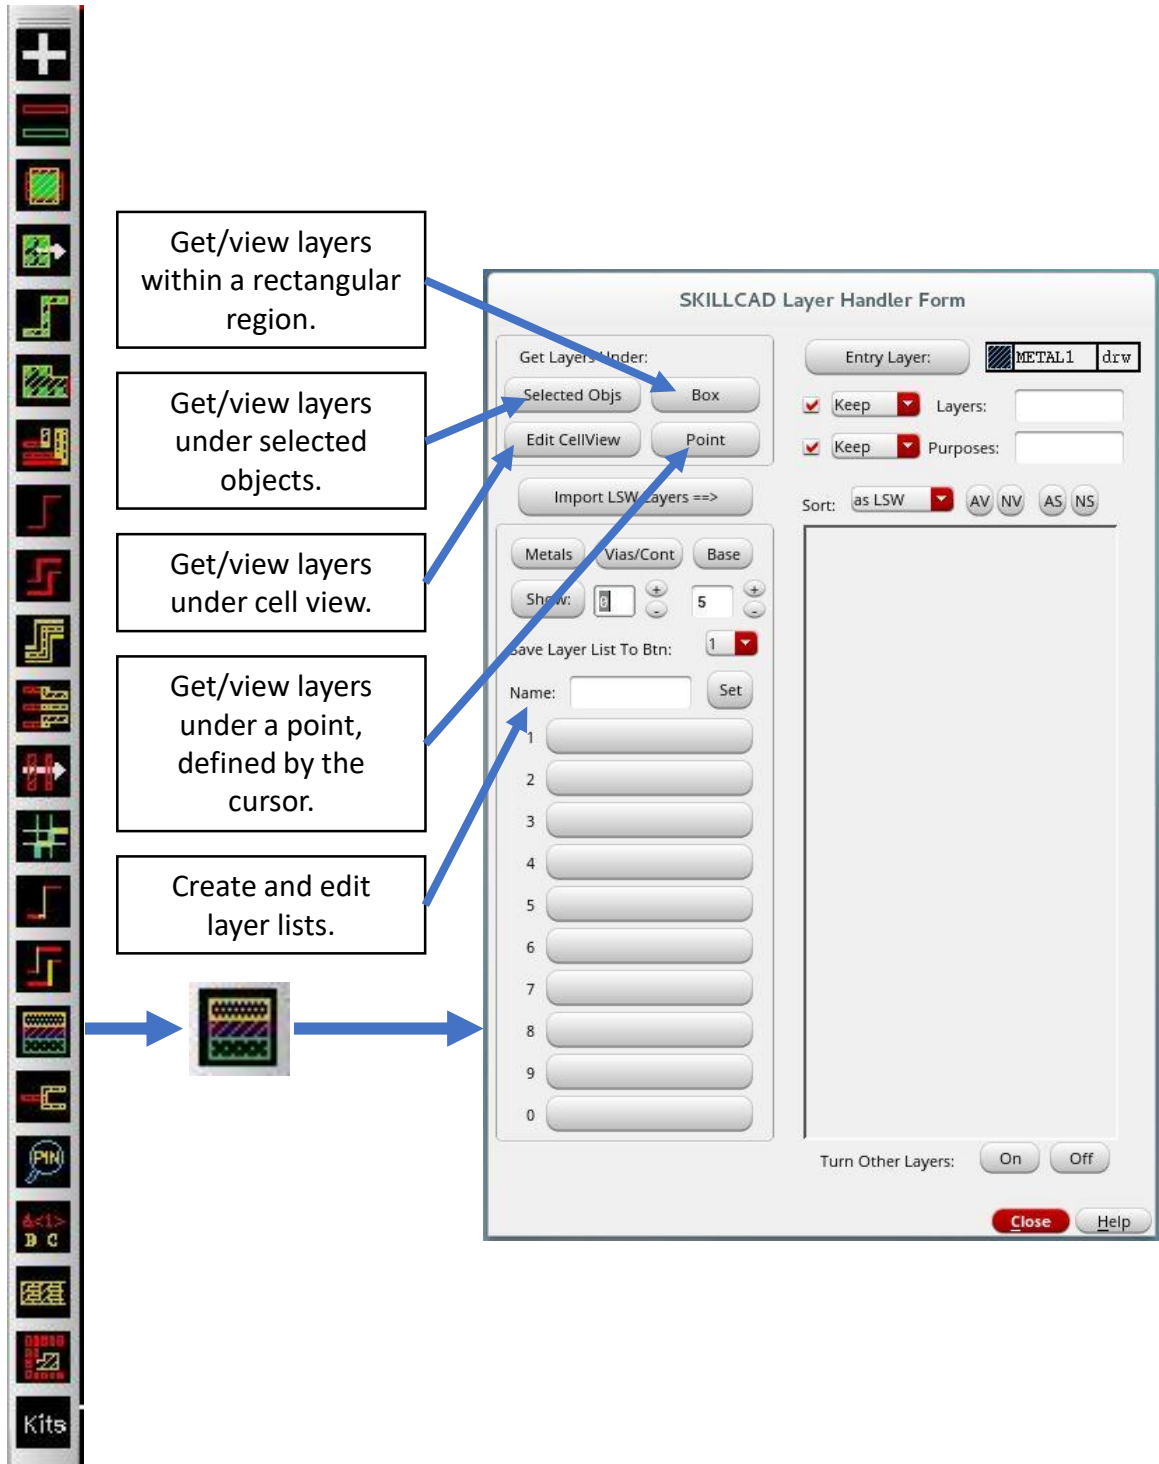 Get/view layers
within a rectangular
region.
Get/view layers
under selected
objects.
Get/view layers
under cell view.
Get/view layers
under a point,
defined by the
cursor.
Create and edit
layer lists.
PIN
B C
Kits
SKILLCAD Layer Handler Form
Get Layers Under:
Selected Objs Box
Edit CellView Point
Import LSW Layers ==>
Metals Vias/Cont Base
Show: 5
Save Layer List To Btn: 1
Name: Set
1
2
3
4
5
6
7
8
9
0
Entry Layer: METAL1 drw
Keep Layers:
Keep Purposes:
Sort: as LSW AV NV AS NS
Turn Other Layers: On Off
Close Help